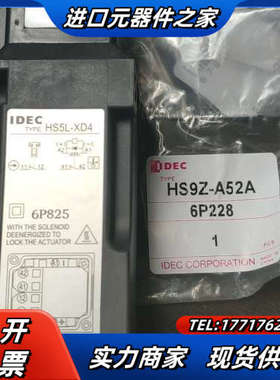 进口元器件之家
IDEC
TYPE HS5L-XD4
6P825
WITH THE SOLENOID
DEENERGIZED TO
LOCK THE ACTUATOR
IDEC
TYPE
HS9Z-A52A
6P228
1
IDEC CORPORATION
开
票
TEL:17717762
实力商家 现货供